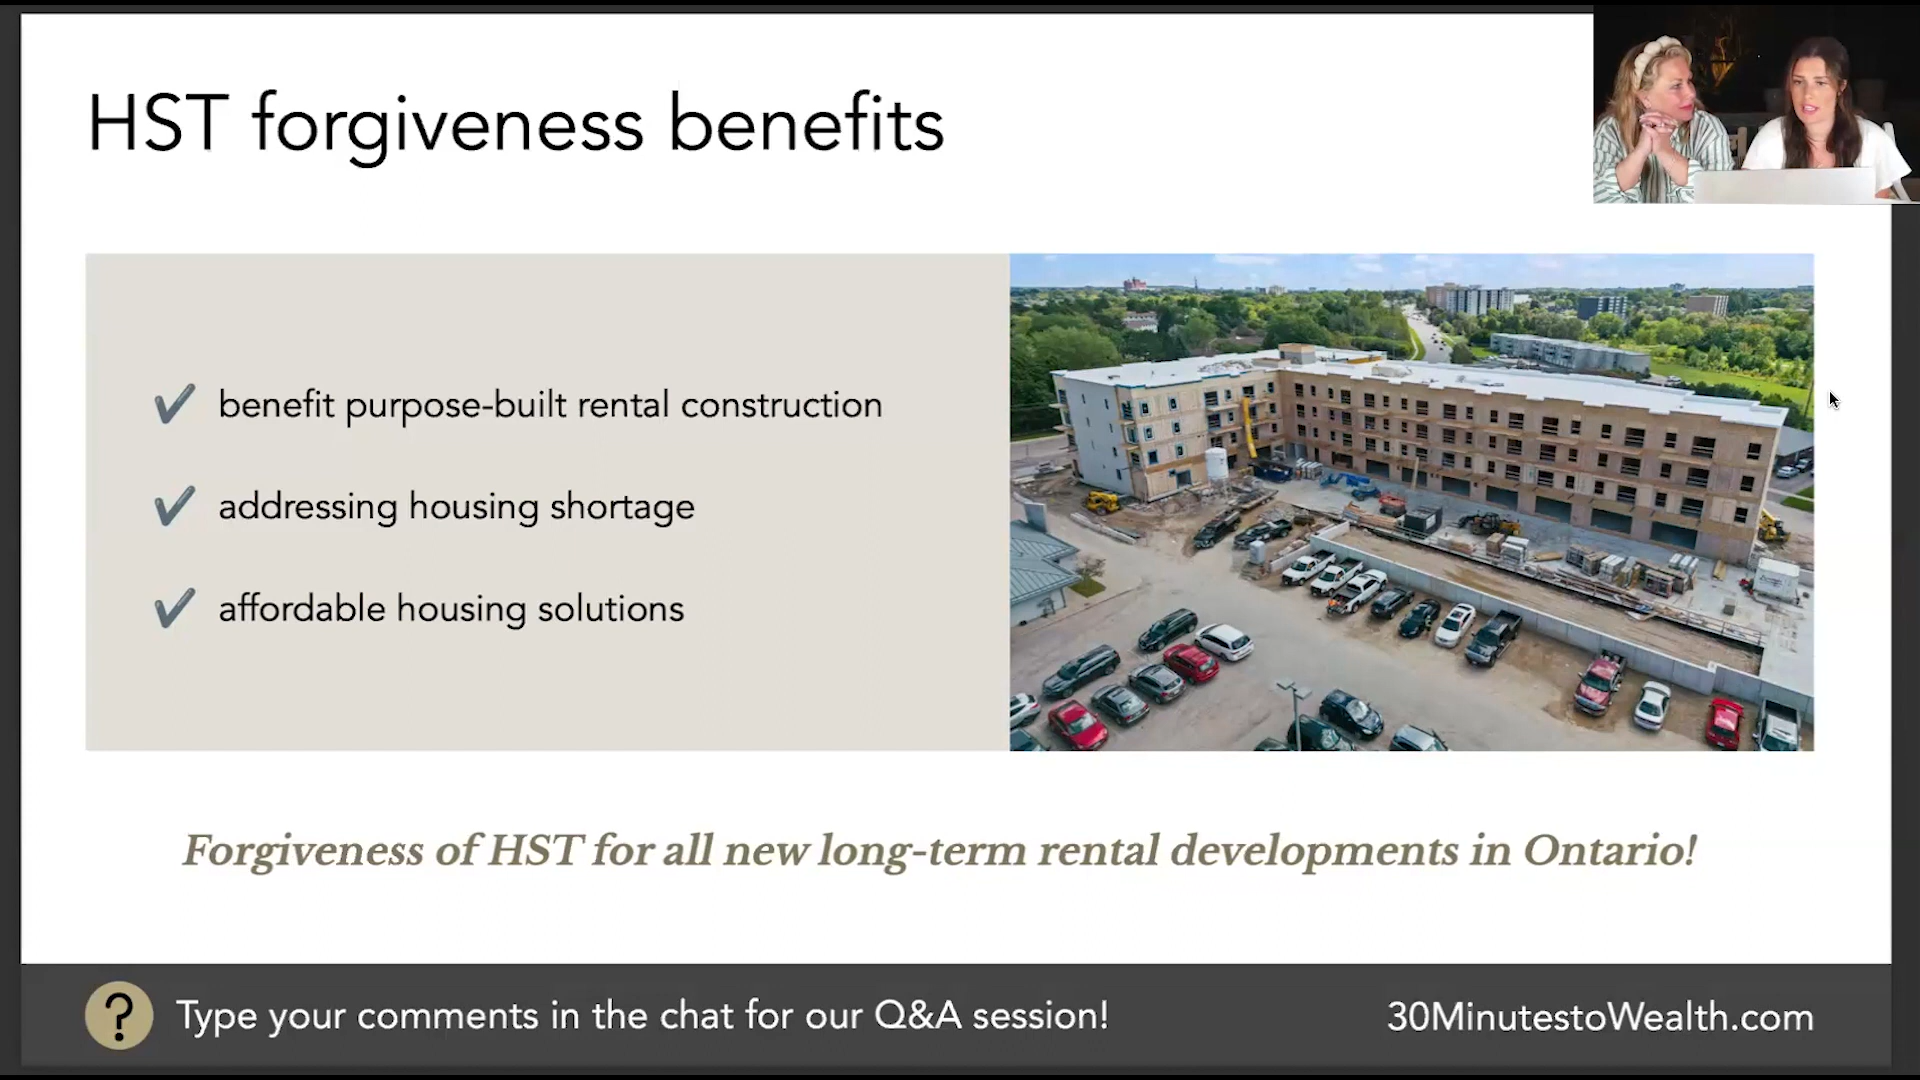 HST forgiveness benefits
benefit purpose-built rental construction
addressing housing shortage
affordable housing solutions
Forgiveness of HST for all new long-term rental developments in Ontario!
? Type your comments in the chat for our Q&A session!
30MinutestoWealth.com